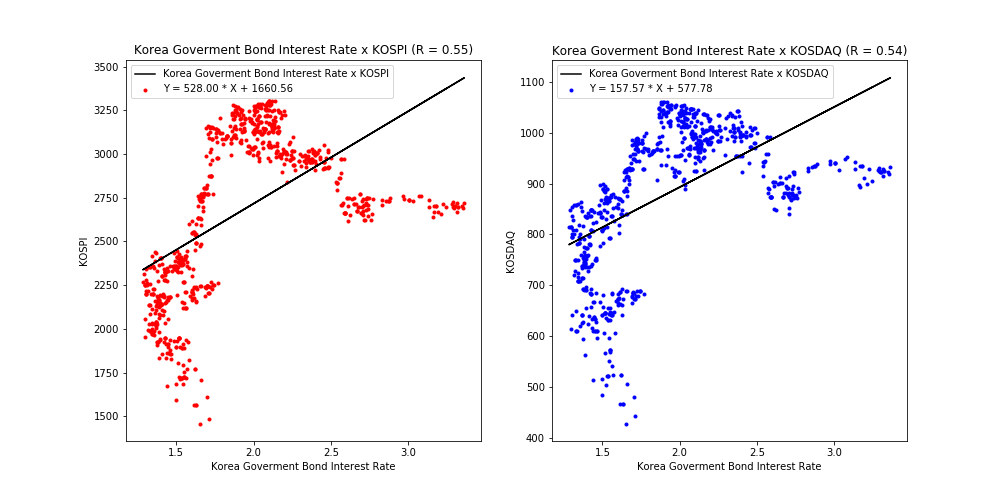 Korea Goverment Bond Interest Rate x KOSPI (R = 0.55)
3500
3250
3000
2750
2500
2250
2000
1750
1500
KOSPI
Korea Goverment Bond Interest Rate x KOSPI
Y = 528.00 * X + 1660.56
1.5
2.0
2.5
3.0
Korea Goverment Bond Interest Rate
Korea Goverment Bond Interest Rate x KOSDAQ (R = 0.54)
1100
1000
900
800
700
600
500
400
KOSDAQ
Korea Goverment Bond Interest Rate x KOSDAQ
Y = 157.57 * X + 577.78
1.5
2.0
2.5
3.0
Korea Goverment Bond Interest Rate